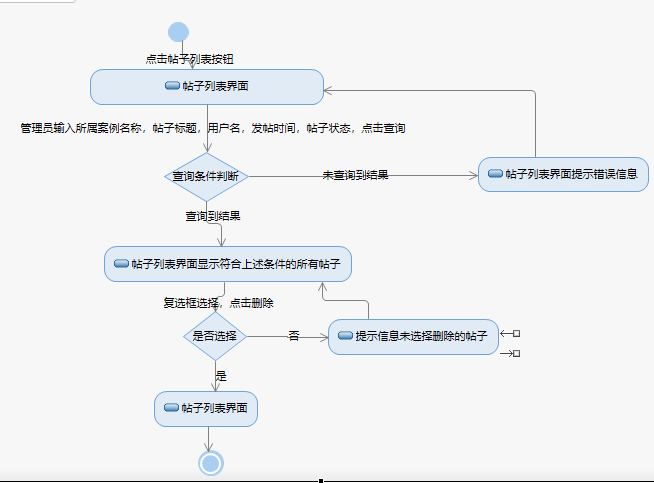 点击帖子列表按钮
帖子列表界面
管理员输入所属案例名称，帖子标题，用户名，发帖时间，帖子状态，点击查询
查询条件判断
未查询到结果
帖子列表界面提示错误信息
查询到结果
帖子列表界面显示符合上述条件的所有帖子
复选框选择，点击删除
是否选择
否
提示信息未选择删除的帖子
是
帖子列表界面